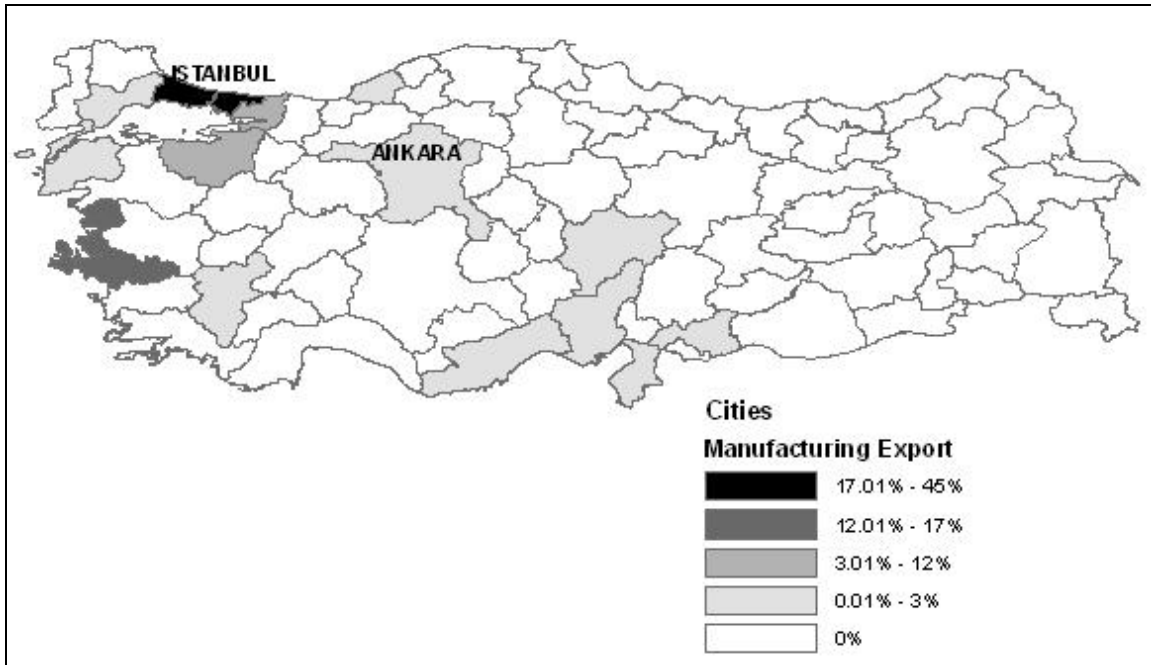 ISTANBUL
ANKARA
Cities
Manufacturing Export
17.01% - 45%
12.01% - 17%
3.01% - 12%
0.01% - 3%
0%